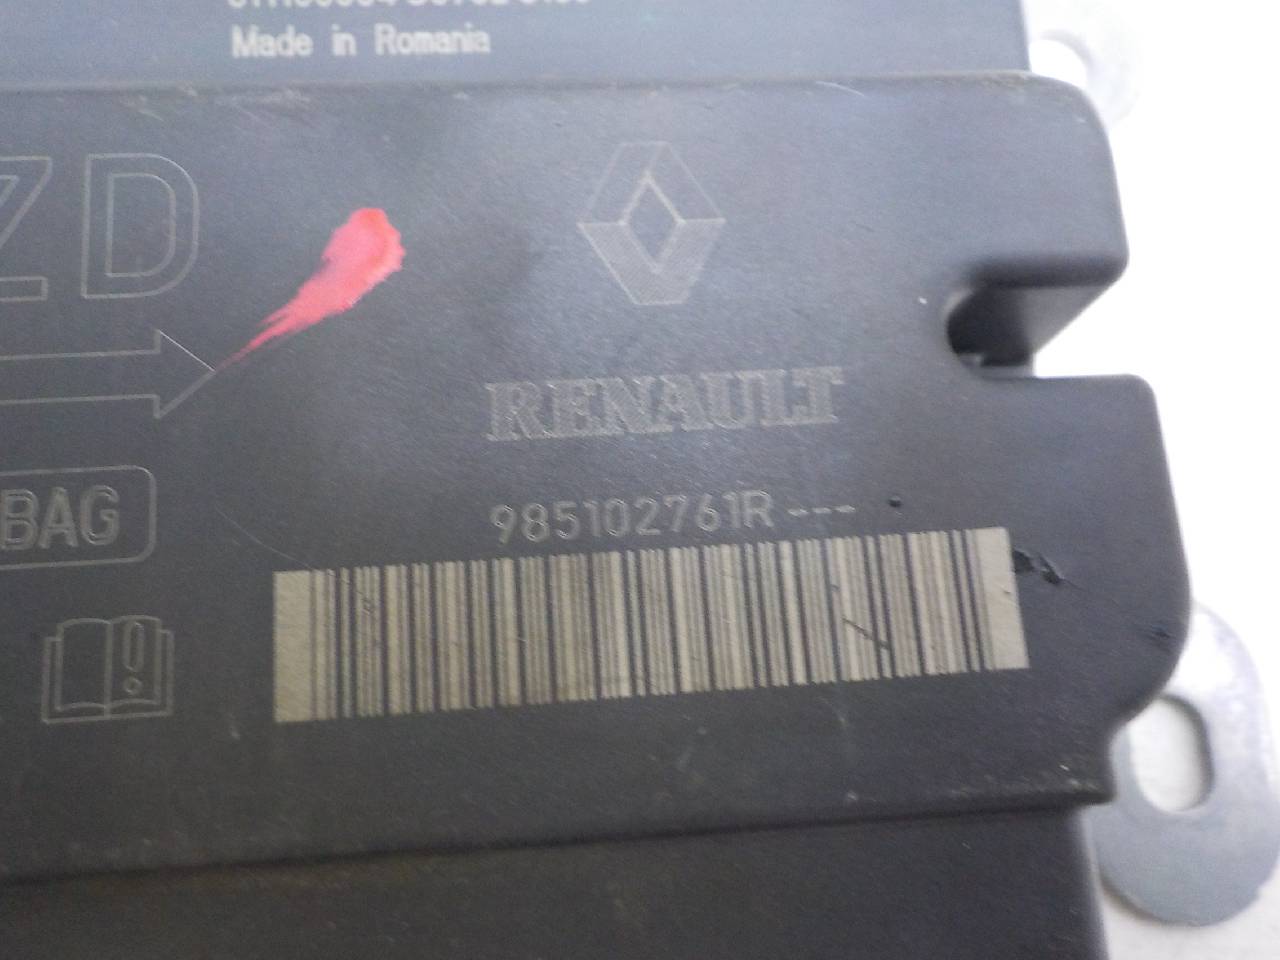 Made in Romania
ZD
RENAULT
BAG
985102761R---